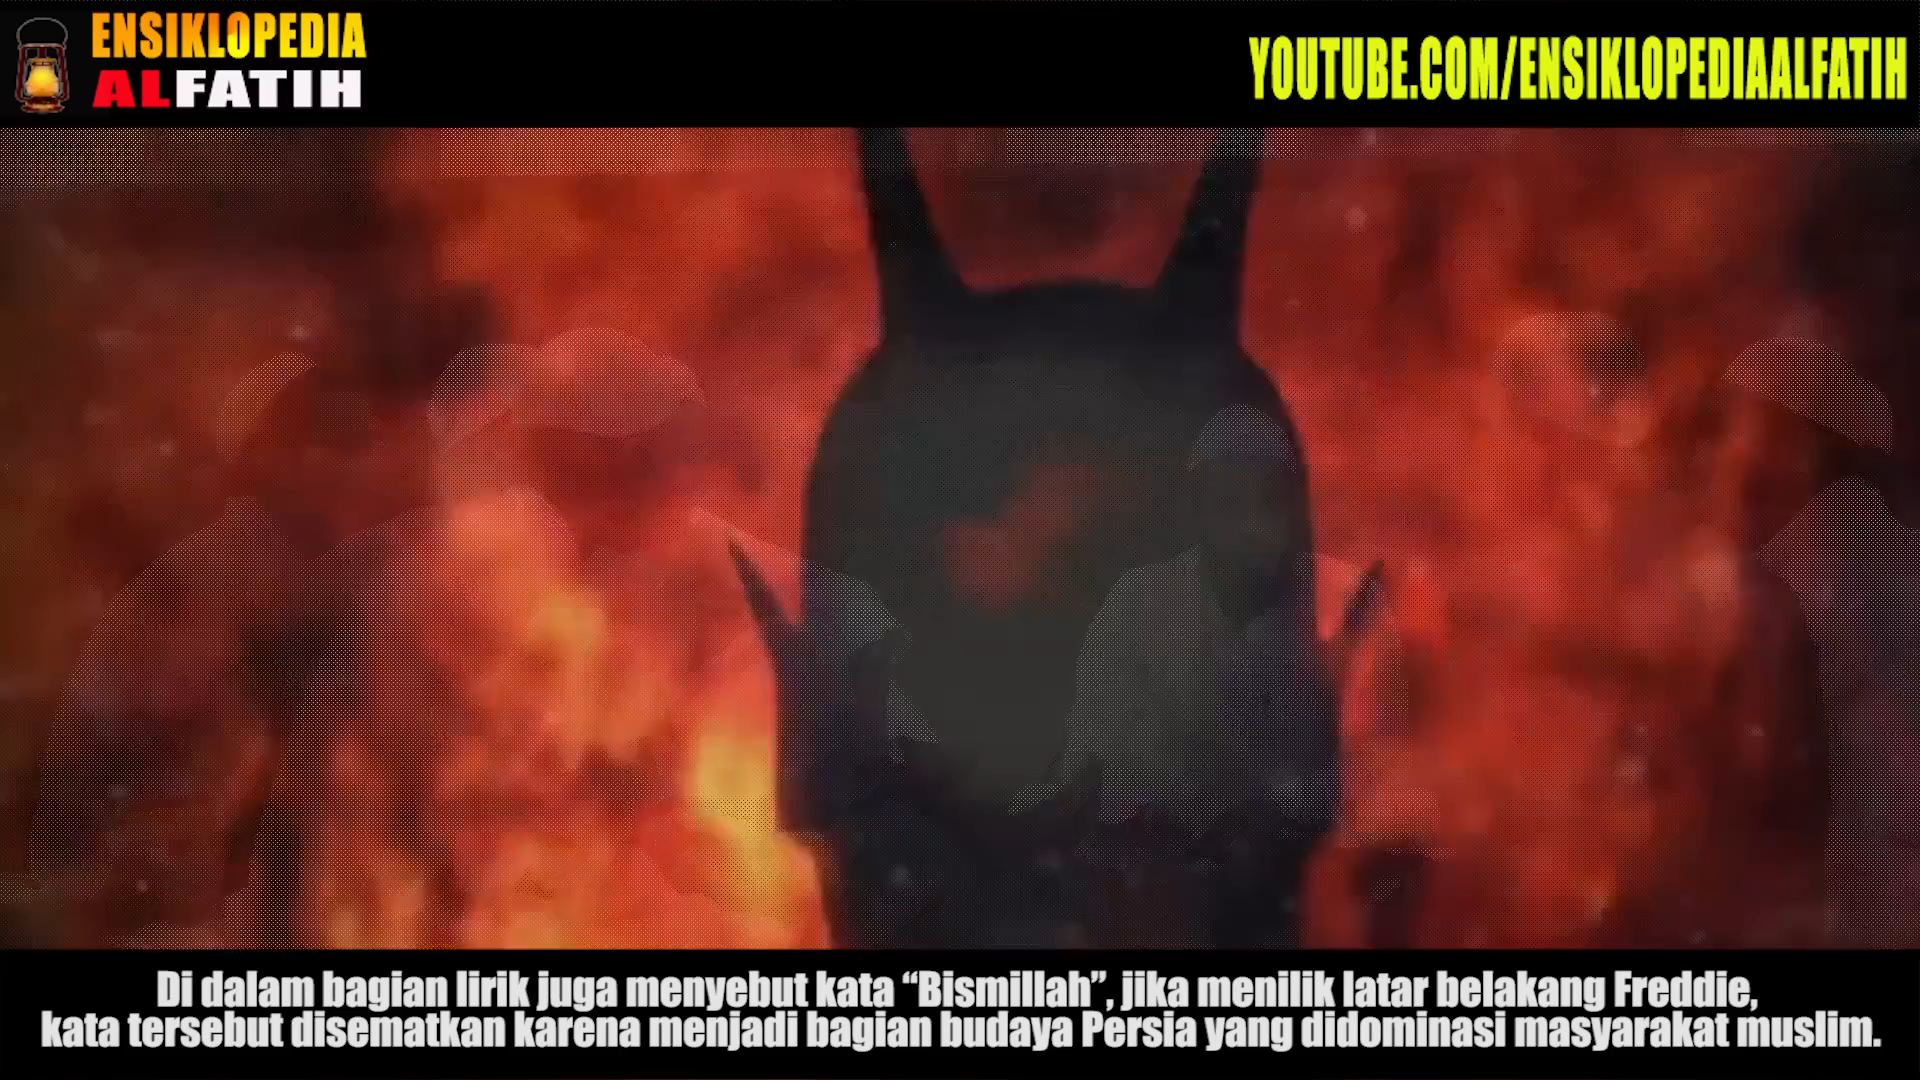 ENSIKLOPEDIA
ALFATIH
YOUTUBE.COM/ENSIKLOPEDIAALFATIH
Di dalam bagian lirik juga menyebut kata “Bismillah”, jika menilik latar belakang Freddie,
kata tersebut disematkan karena menjadi bagian budaya Persia yang didominasi masyarakat muslim.